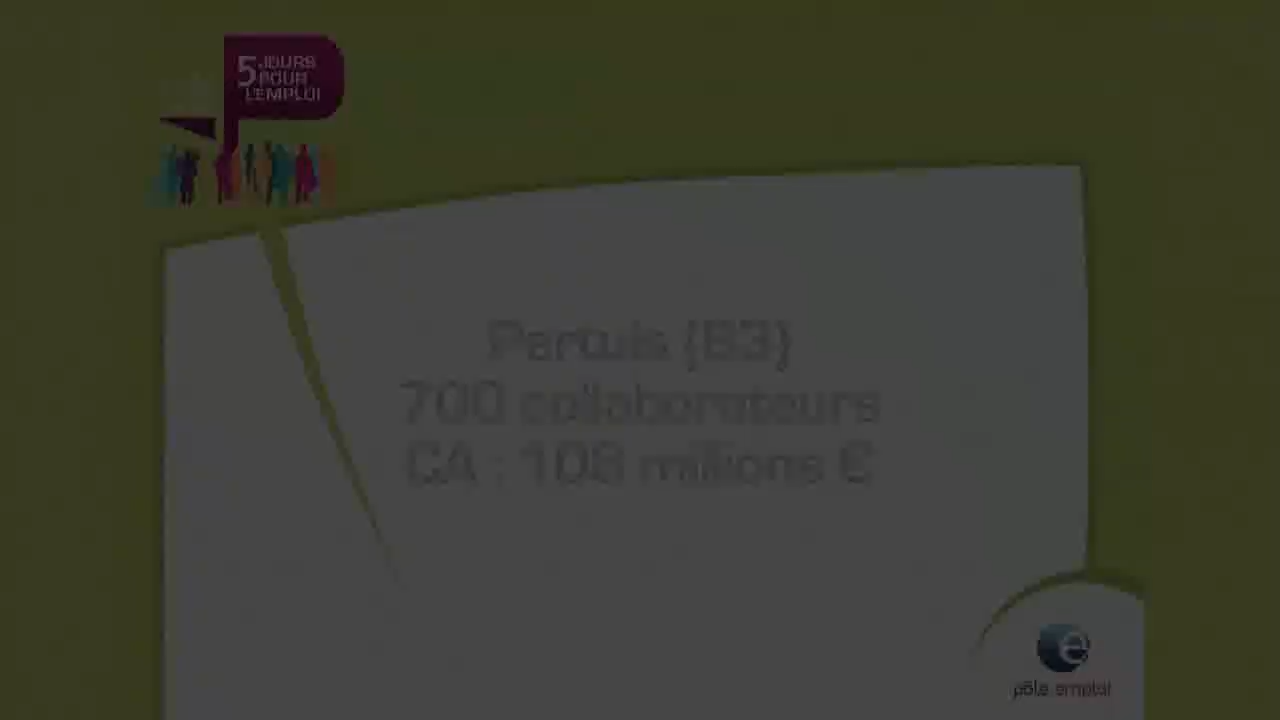 5 JOURS
POUR
L'EMPLOI
Pertuis (83)
700 collaborateurs
CA : 108 millions €
pôle emploi